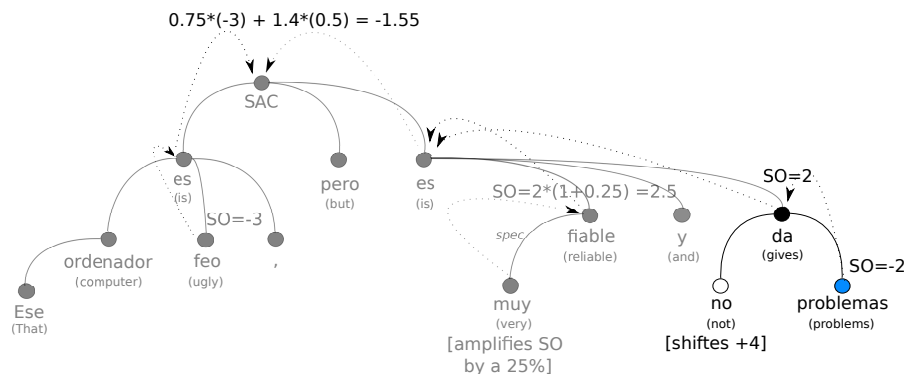 0.75*(-3) + 1.4*(0.5) = -1.55
SAC
es
(is)
pero
(but)
es
(is)
SO=2
SO=2*(1+0.25) =2.5
SO=-3
ordenador
(computer)
feo
(ugly)
,
spec
fiable
(reliable)
y
(and)
da
(gives)
SO=-2
Ese
(That)
muy
(very)
[amplifies SO
by a 25%]
no
(not)
[shiftes +4]
problemas
(problems)